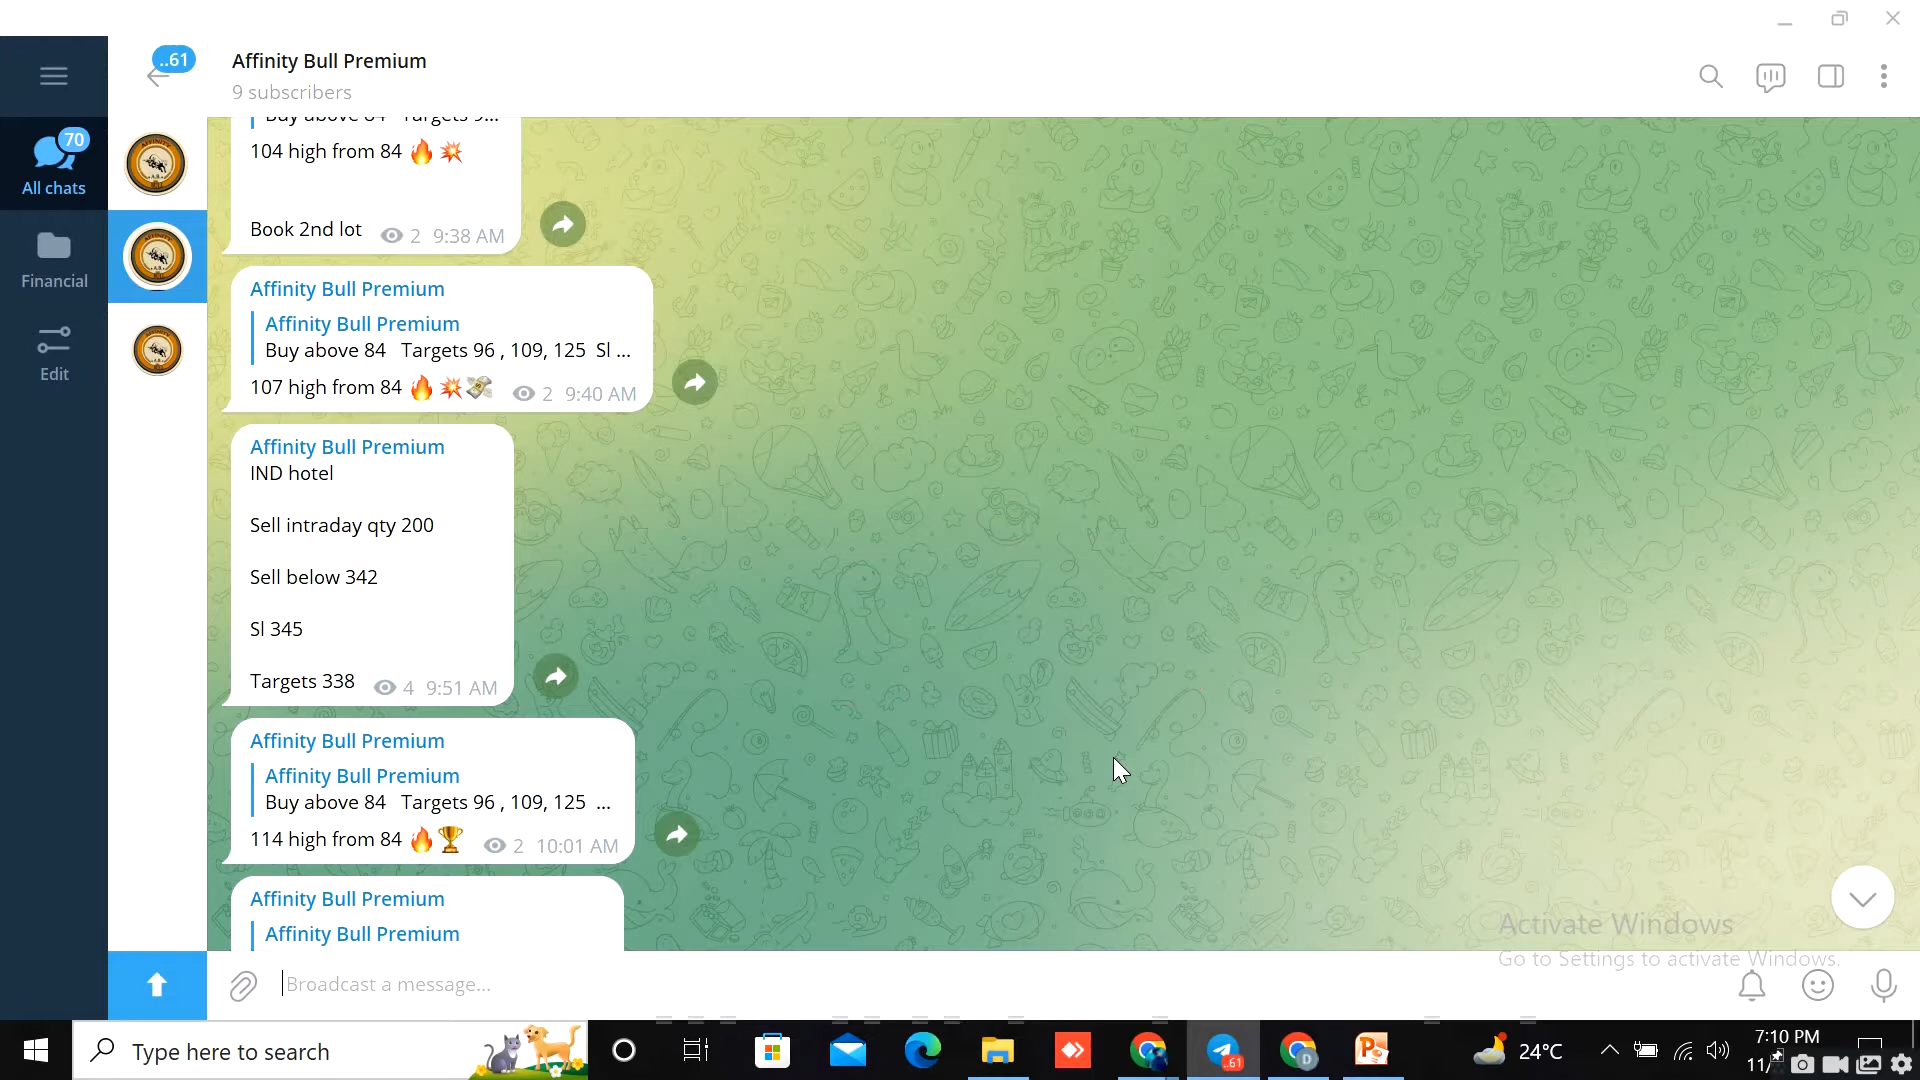 ..61
Affinity Bull Premium
9 subscribers
70
All chats
Financial
Edit
104 high from 84
Book 2nd lot 2 9:38 AM
Affinity Bull Premium
Affinity Bull Premium
Buy above 84 Targets 96 , 109, 125 Sl ...
107 high from 84 2 9:40 AM
Affinity Bull Premium
IND hotel
Sell intraday qty 200
Sell below 342
Sl 345
Targets 338 4 9:51 AM
Affinity Bull Premium
Affinity Bull Premium
Buy above 84 Targets 96 , 109, 125 ...
114 high from 84 2 10:01 AM
Affinity Bull Premium
Affinity Bull Premium
Activate Windows
Go to Settings to activate Windows.
Broadcast a message...
Type here to search
..61
24°C
7:10 PM
11/